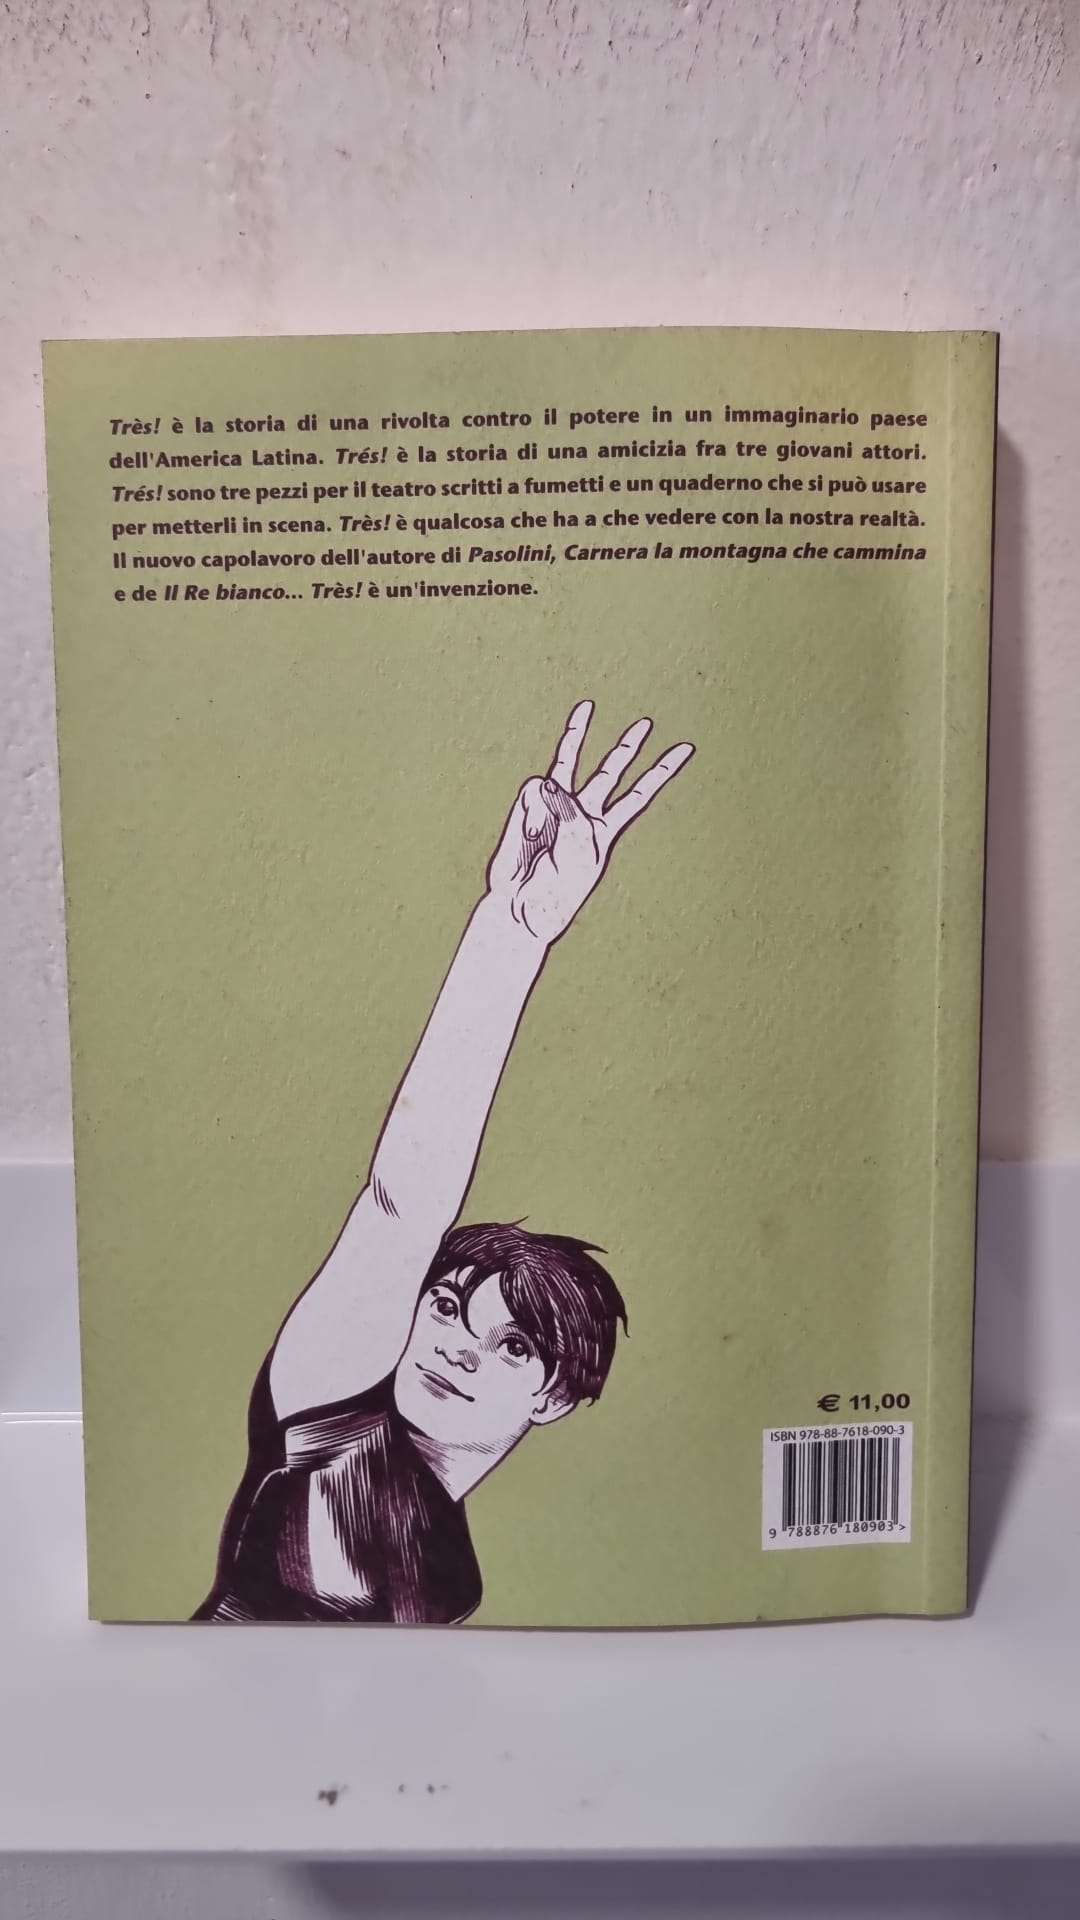 Très! è la storia di una rivolta contro il potere in un immaginario paese
dell'America Latina. Trés! è la storia di una amicizia fra tre giovani attori.
Trés! sono tre pezzi per il teatro scritti a fumetti e un quaderno che si può usare
per metterli in scena. Très! è qualcosa che ha a che vedere con la nostra realtà.
Il nuovo capolavoro dell'autore di Pasolini, Carnera la montagna che cammina
e de Il Re bianco... Très! è un'invenzione.
€ 11,00
ISBN 978-88-7618-090-3
9 788876 180903 >